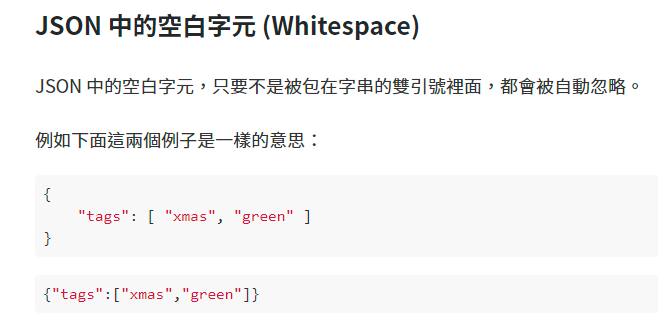 JSON 中的空白字元 (Whitespace)
JSON 中的空白字元，只要不是被包在字串的雙引號裡面，都會被自動忽略。
例如下面這兩個例子是一樣的意思：
{
    "tags": [ "xmas", "green" ]
}
{"tags":["xmas","green"]}